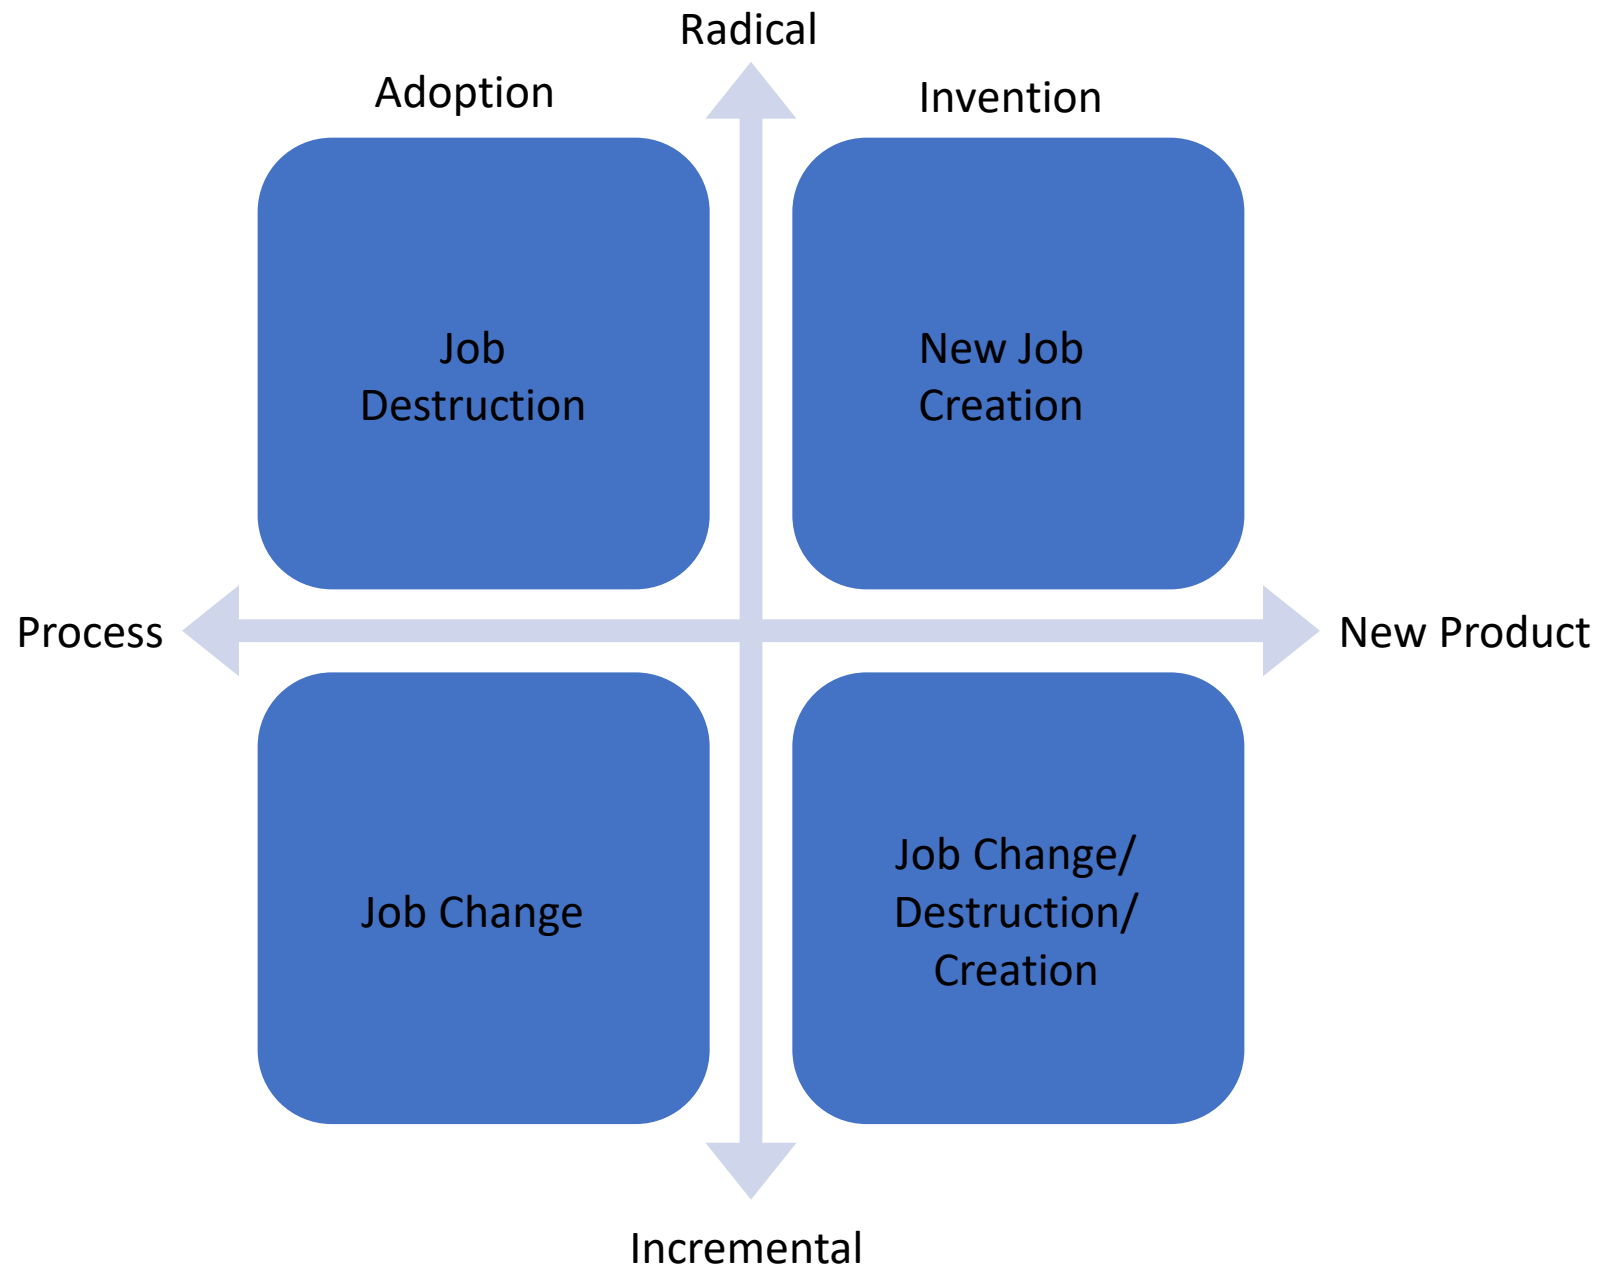 Radical
Adoption
Invention
Job
Destruction
New Job
Creation
Process
New Product
Job Change
Job Change/
Destruction/
Creation
Incremental